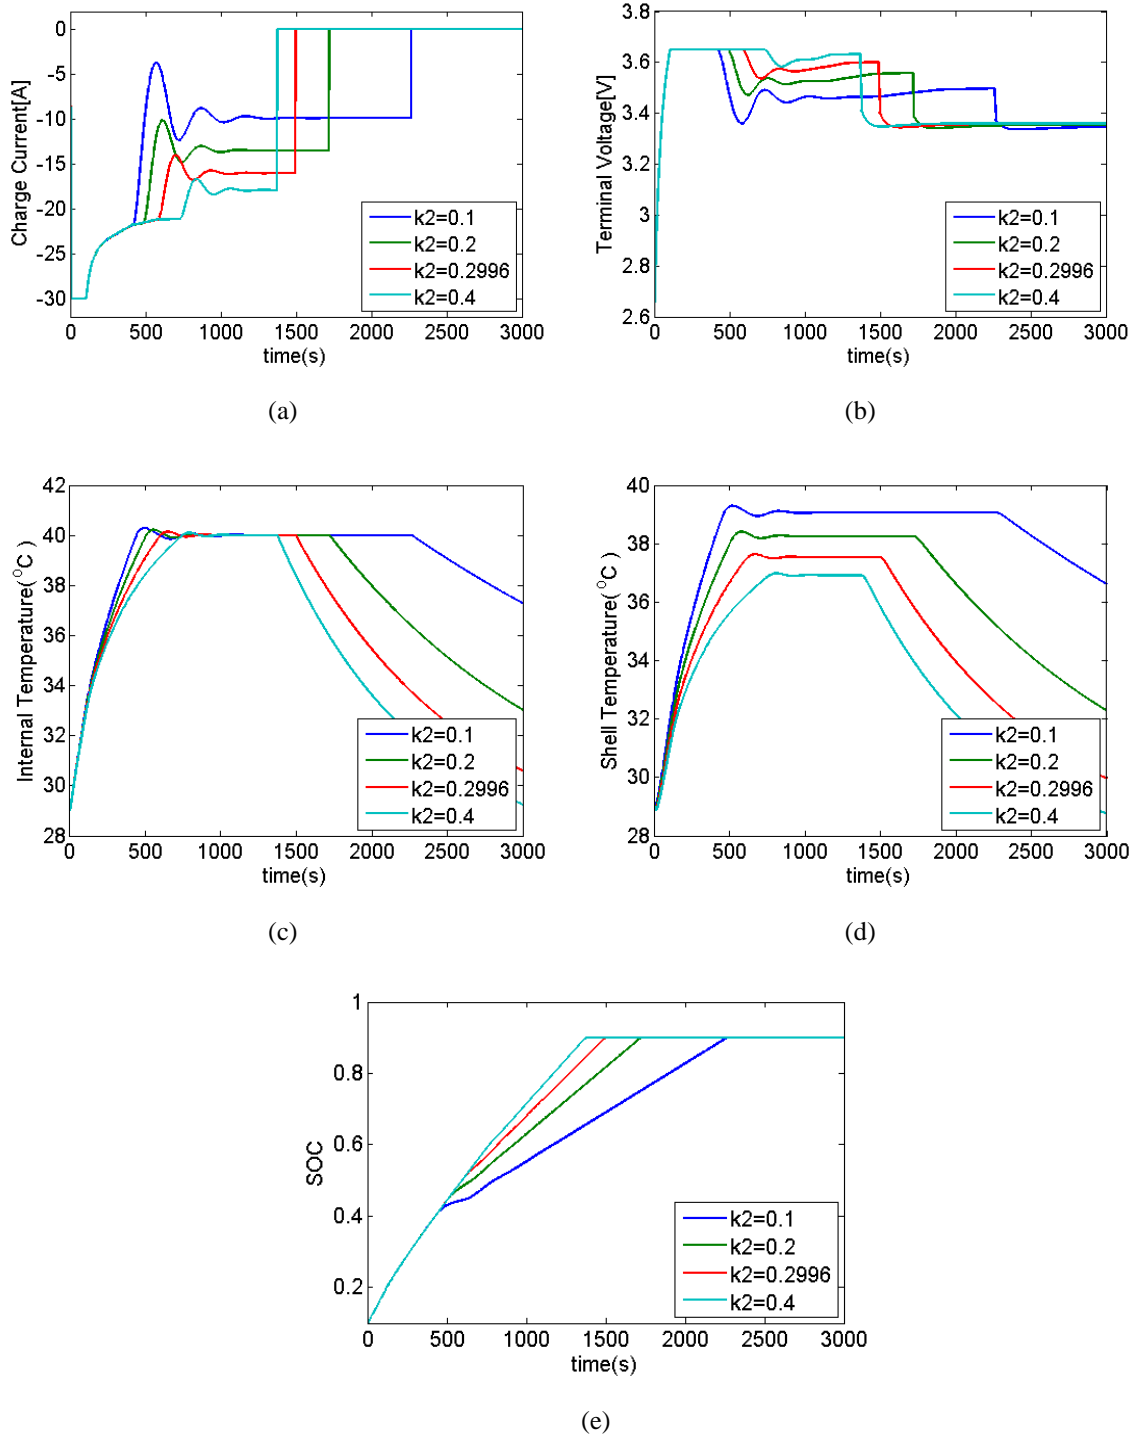 0
-5
-10
-15
-20
-25
-30
Charge Current[A]
0 500 1000 1500 2000 2500 3000
time(s)
k2=0.1
k2=0.2
k2=0.2996
k2=0.4
(a)
3.8
3.6
3.4
3.2
3
2.8
2.6
Terminal Voltage[V]
0 500 1000 1500 2000 2500 3000
time(s)
k2=0.1
k2=0.2
k2=0.2996
k2=0.4
(b)
42
40
38
36
34
32
30
28
Internal Temperature(°C )
0 500 1000 1500 2000 2500 3000
time(s)
k2=0.1
k2=0.2
k2=0.2996
k2=0.4
(c)
40
38
36
34
32
30
28
Shell Temperature(°C )
0 500 1000 1500 2000 2500 3000
time(s)
k2=0.1
k2=0.2
k2=0.2996
k2=0.4
(d)
1
0.8
0.6
0.4
0.2
SOC
0 500 1000 1500 2000 2500 3000
time(s)
k2=0.1
k2=0.2
k2=0.2996
k2=0.4
(e)